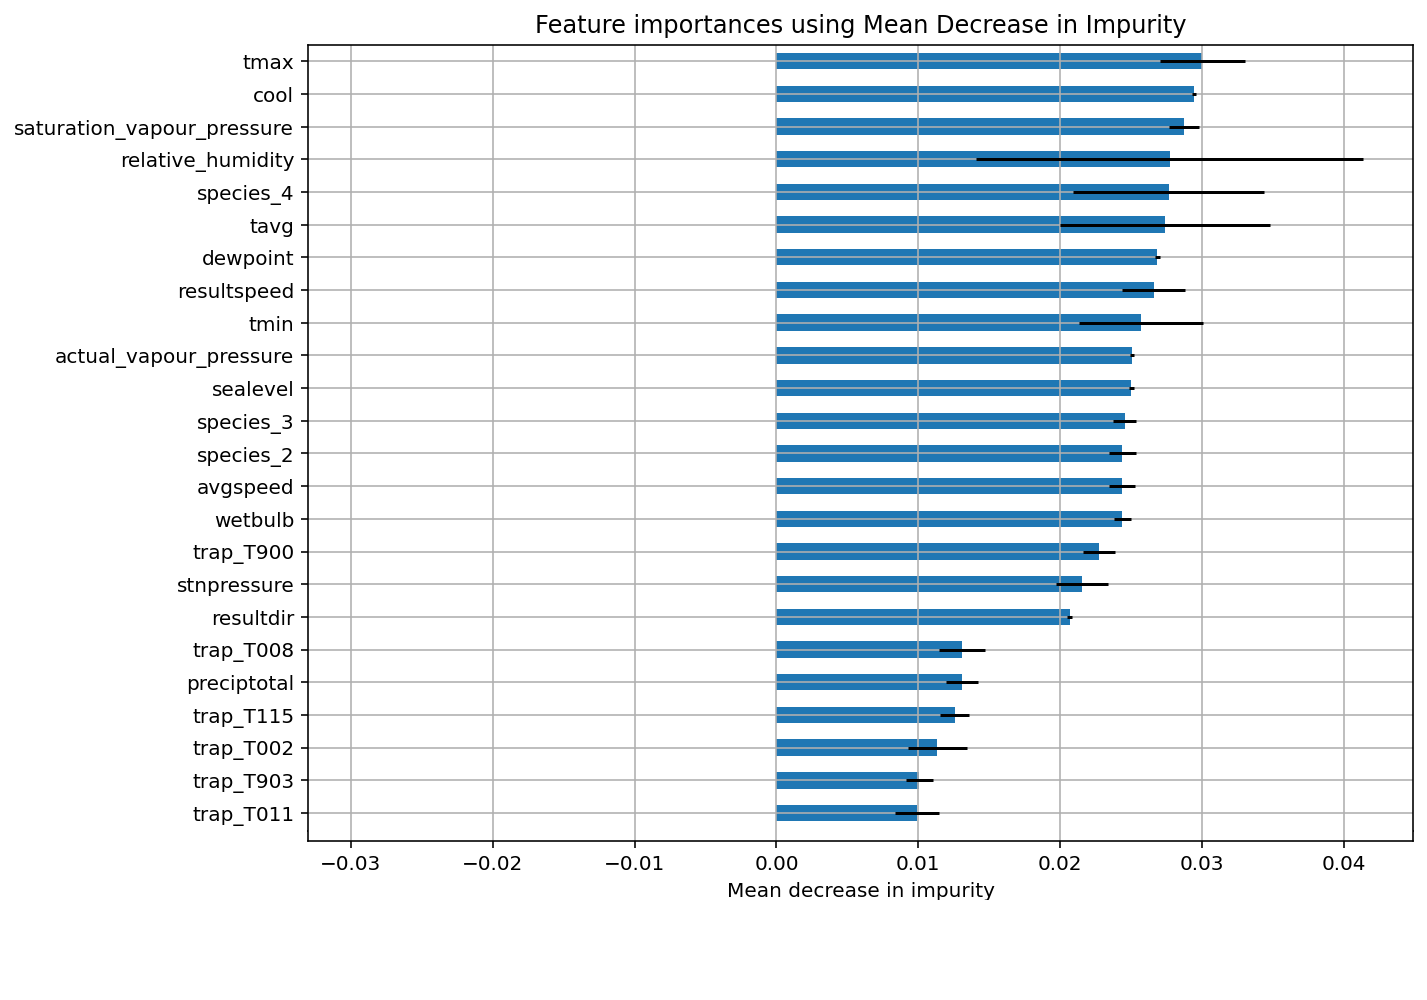 Feature importances using Mean Decrease in Impurity
tmax
cool
saturation_vapour_pressure
relative_humidity
species_4
tavg
dewpoint
resultspeed
tmin
actual_vapour_pressure
sealevel
species_3
species_2
avgspeed
wetbulb
trap_T900
stnpressure
resultdir
trap_T008
preciptotal
trap_T115
trap_T002
trap_T903
trap_T011
−0.03 −0.02 −0.01 0.00 0.01 0.02 0.03 0.04
Mean decrease in impurity